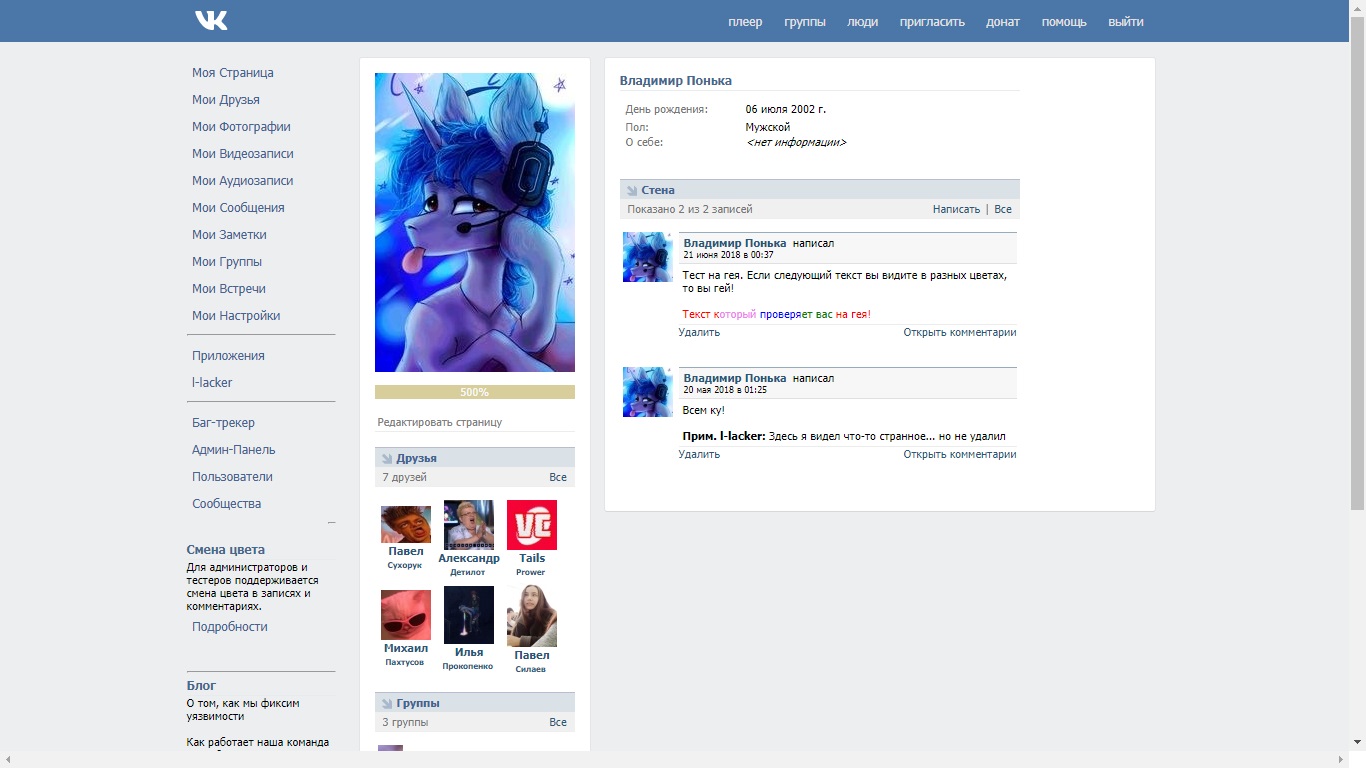 плеер группы люди пригласить донат помощь выйти
Моя Страница
Мои Друзья
Мои Фотографии
Мои Видеозаписи
Мои Аудиозаписи
Мои Сообщения
Мои Заметки
Мои Группы
Мои Встречи
Мои Настройки
Приложения
l-lacker
Баг-трекер
Админ-Панель
Пользователи
Сообщества
Смена цвета
Для администраторов и
тестеров поддерживается
смена цвета в записях и
комментариях.
Подробности
Блог
О том, как мы фиксим
уязвимости
Как работает наша команда
500%
Редактировать страницу
Друзья
7 друзей Все
Павел
Сухорук
Александр
Детилот
Tails
Prower
Михаил
Пахтусов
Илья
Прокопенко
Павел
Силаев
Группы
3 группы Все
Владимир Понька
День рождения: 06 июля 2002 г.
Пол: Мужской
О себе: <нет информации>
Стена
Показано 2 из 2 записей Написать | Все
Владимир Понька написал
21 июня 2018 в 00:37
Тест на гея. Если следующий текст вы видите в разных цветах,
то вы гей!
Текст который проверяет вас на гея!
Удалить Открыть комментарии
Владимир Понька написал
20 мая 2018 в 01:25
Всем ку!
Прим. l-lacker: Здесь я видел что-то странное... но не удалил
Удалить Открыть комментарии